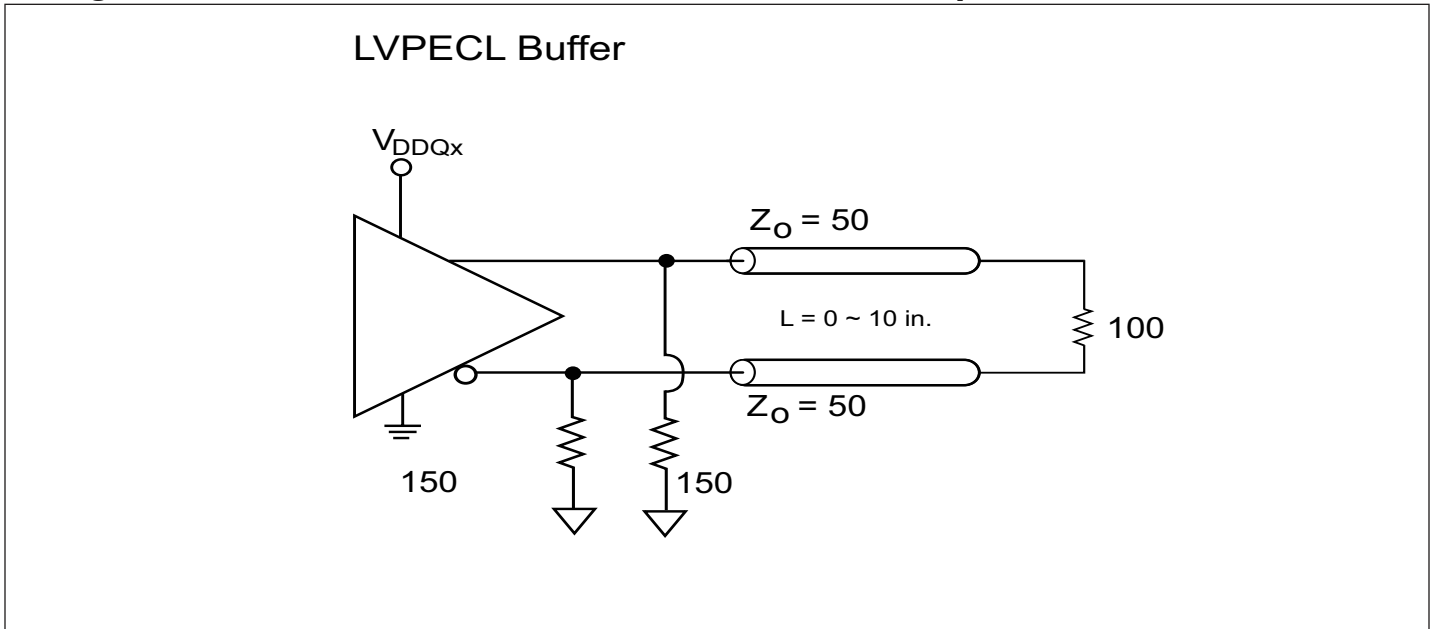 LVPECL Buffer
VDDQx
ZO = 50
L = 0 ~ 10 in.
100
ZO = 50
150
150